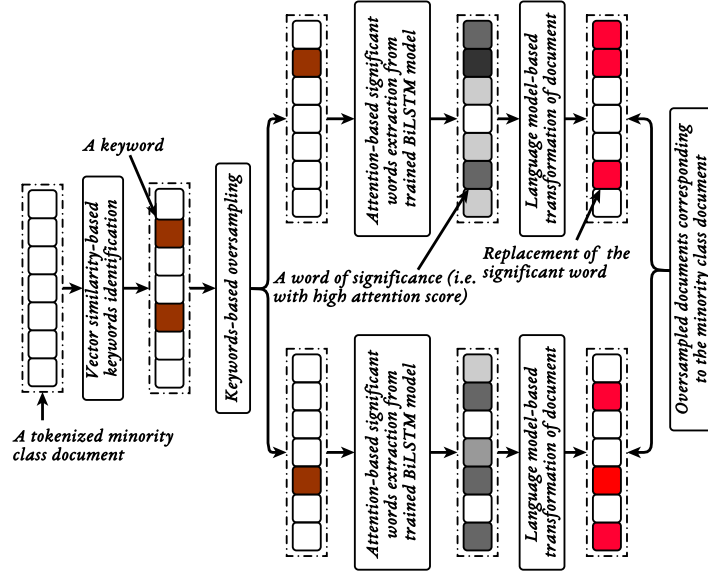 A keyword
A tokenized minority
class document
Vector similarity-based
keywords identification
Keywords-based oversampling
Attention-based significant
words extraction from
trained BiLSTM model
Language model-based
transformation of document
A word of significance (i.e.
with high attention score)
Replacement of the
significant word
Attention-based significant
words extraction from
trained BiLSTM model
Language model-based
transformation of document
Oversampled documents corresponding
to the minority class document